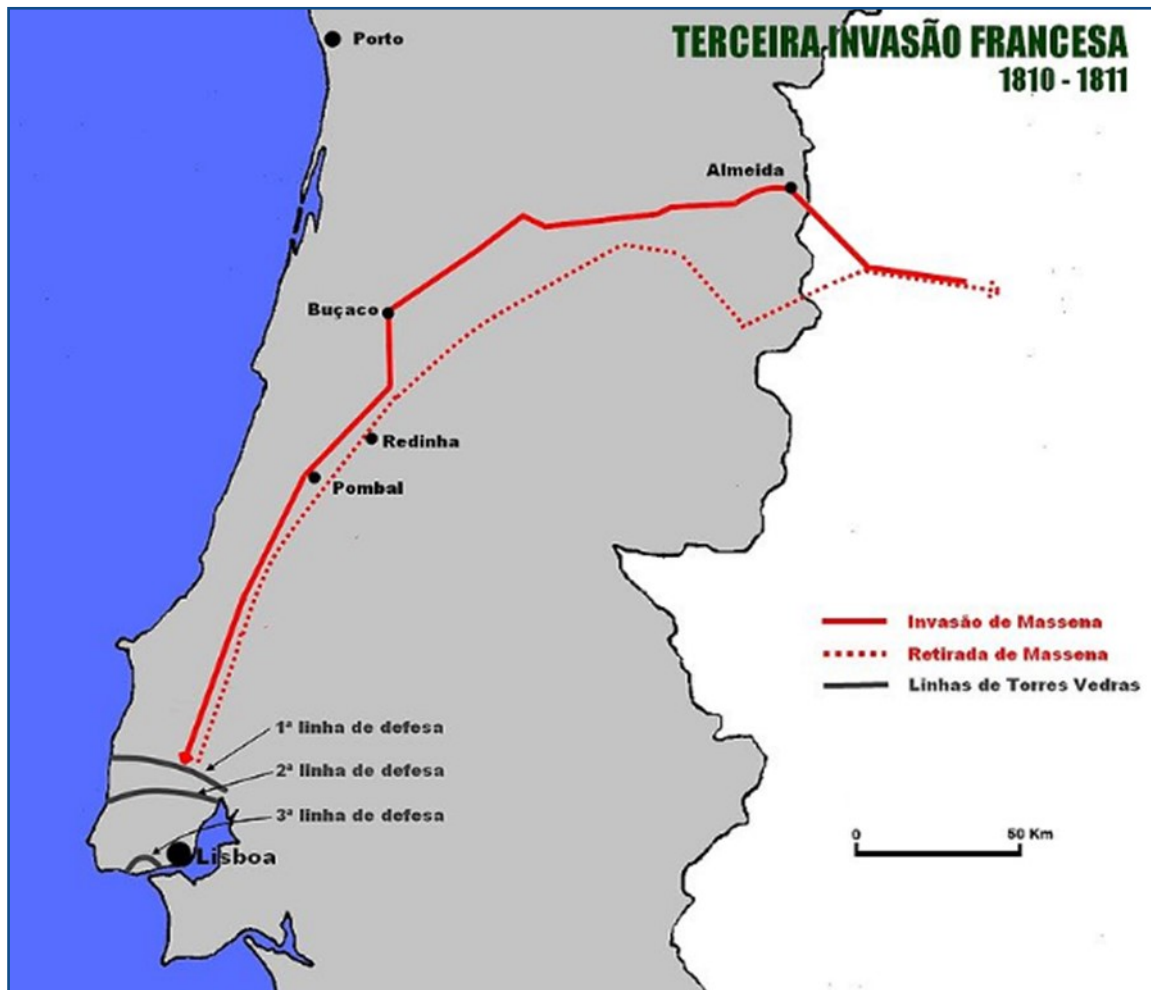 TERCEIRA INVASÃO FRANCESA
1810 - 1811
Porto
Almeida
Buçaco
Redinha
Pombal
Invasão de Massena
Retirada de Massena
Linhas de Torres Vedras
1ª linha de defesa
2ª linha de defesa
3ª linha de defesa
Lisboa
0 50 Km